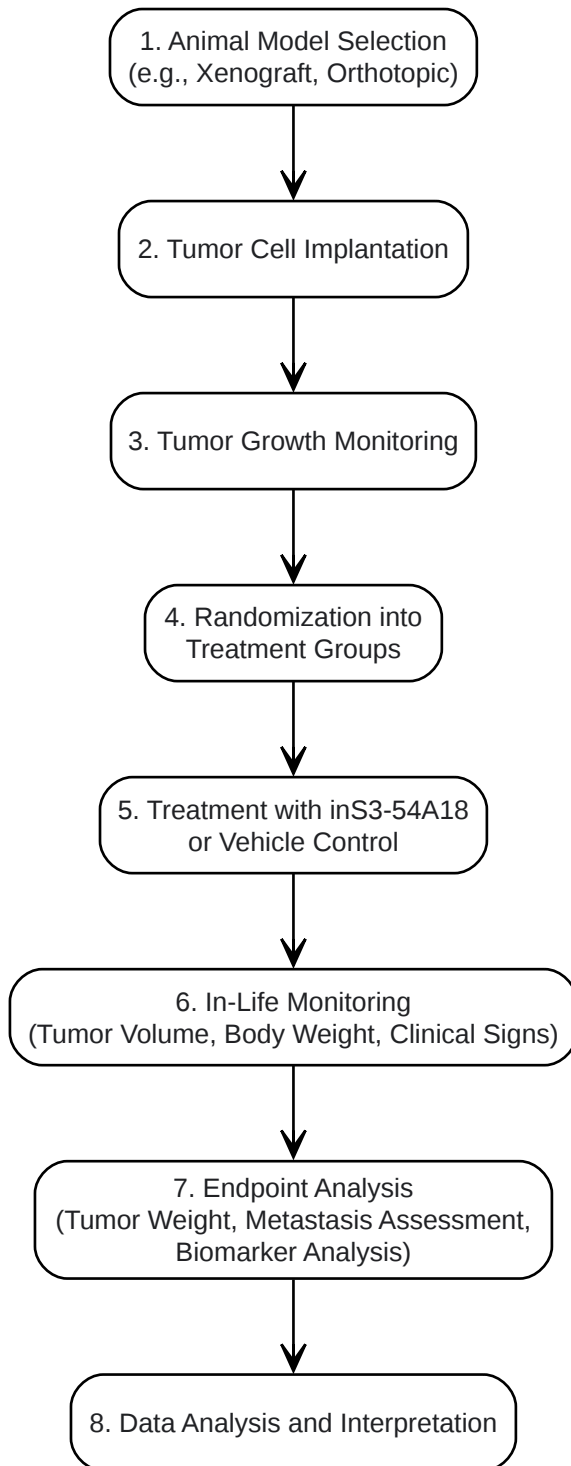 1. Animal Model Selection
(e.g., Xenograft, Orthotopic)
2. Tumor Cell Implantation
3. Tumor Growth Monitoring
4. Randomization into
Treatment Groups
5. Treatment with inS3-54A18
or Vehicle Control
6. In-Life Monitoring
(Tumor Volume, Body Weight, Clinical Signs)
7. Endpoint Analysis
(Tumor Weight, Metastasis Assessment,
Biomarker Analysis)
8. Data Analysis and Interpretation